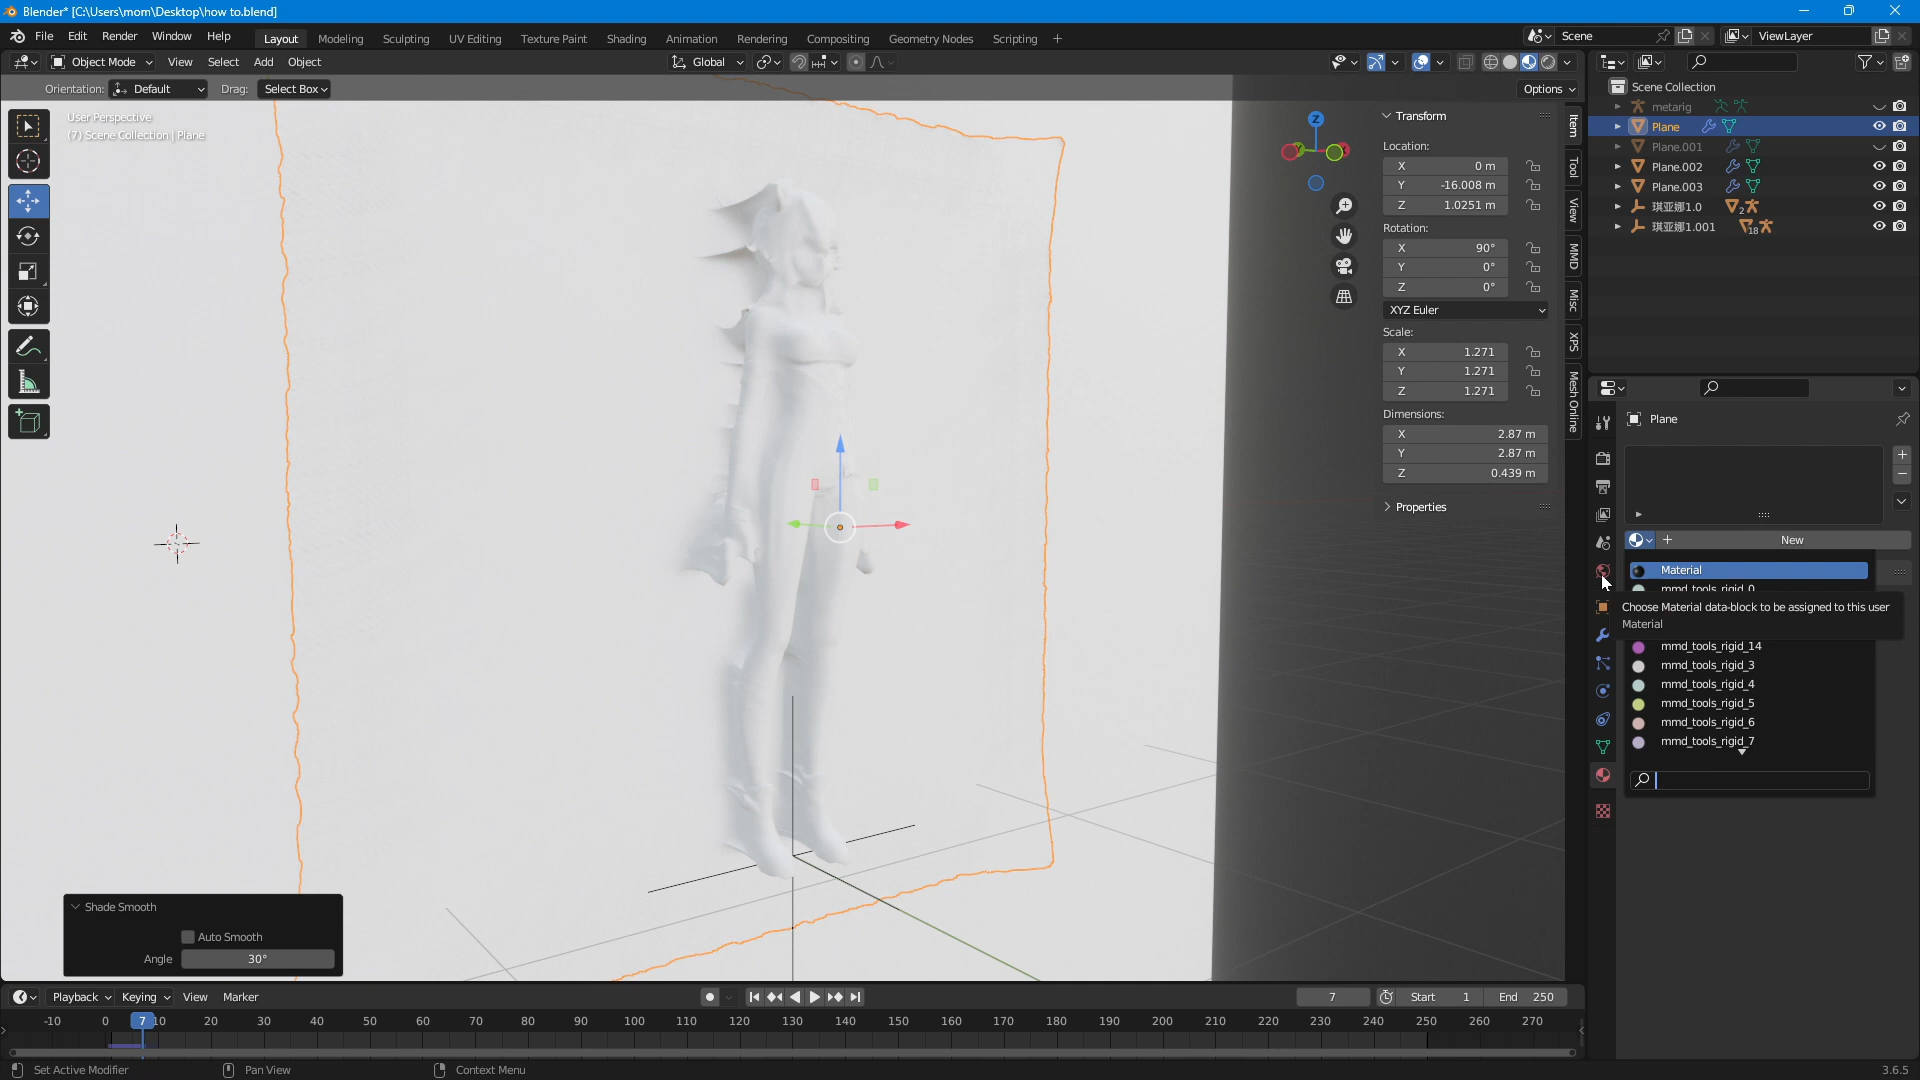 Blender* [C:\Users\mom\Desktop\how to.blend]
File Edit Render Window Help Layout Modeling Sculpting UV Editing Texture Paint Shading Animation Rendering Compositing Geometry Nodes Scripting + Scene ViewLayer
Object Mode View Select Add Object Global
Orientation: Default Drag: Select Box Options
User Perspective
(7) Scene Collection | Plane
Z
Transform
Location:
X 0 m
Y -16.008 m
Z 1.0251 m
Rotation:
X 90°
Y 0°
Z 0°
XYZ Euler
Scale:
X 1.271
Y 1.271
Z 1.271
Dimensions:
X 2.87 m
Y 2.87 m
Z 0.439 m
Properties
Item
Tool
View
MMD
Misc
XPS
Mesh Online
Scene Collection
metarig
Plane
Plane.001
Plane.002
Plane.003
琪亚娜1.0 2
琪亚娜1.001 18
Plane
New
Material
mmd_tools_rigid_0
Choose Material data-block to be assigned to this user
Material
mmd_tools_rigid_14
mmd_tools_rigid_3
mmd_tools_rigid_4
mmd_tools_rigid_5
mmd_tools_rigid_6
mmd_tools_rigid_7
Shade Smooth
Auto Smooth
Angle 30°
Playback Keying View Marker 7 Start 1 End 250
-10 0 7 10 20 30 40 50 60 70 80 90 100 110 120 130 140 150 160 170 180 190 200 210 220 230 240 250 260 270
Set Active Modifier Pan View Context Menu 3.6.5